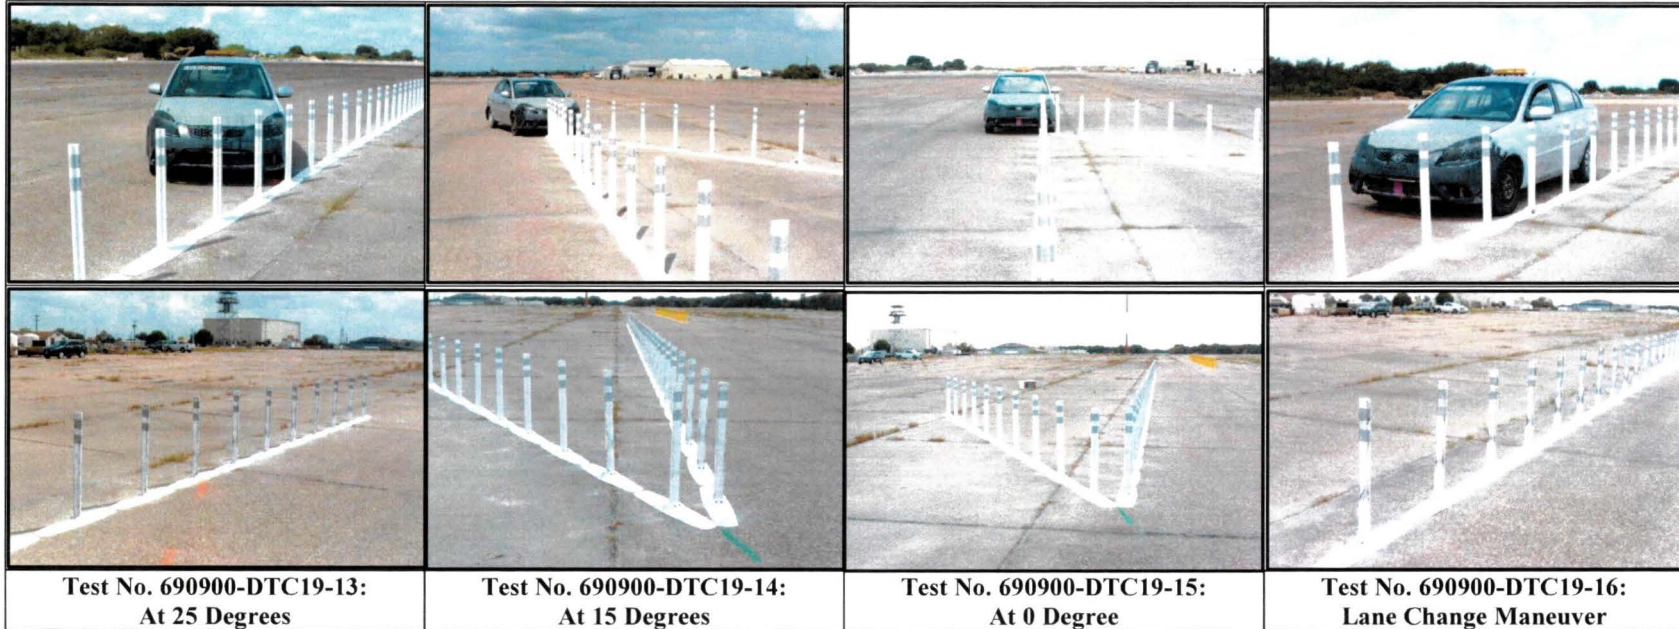 Test No. 690900-DTC19-13:
At 25 Degrees
Test No. 690900-DTC19-14:
At 15 Degrees
Test No. 690900-DTC19-15:
At 0 Degree
Test No. 690900-DTC19-16:
Lane Change Maneuver